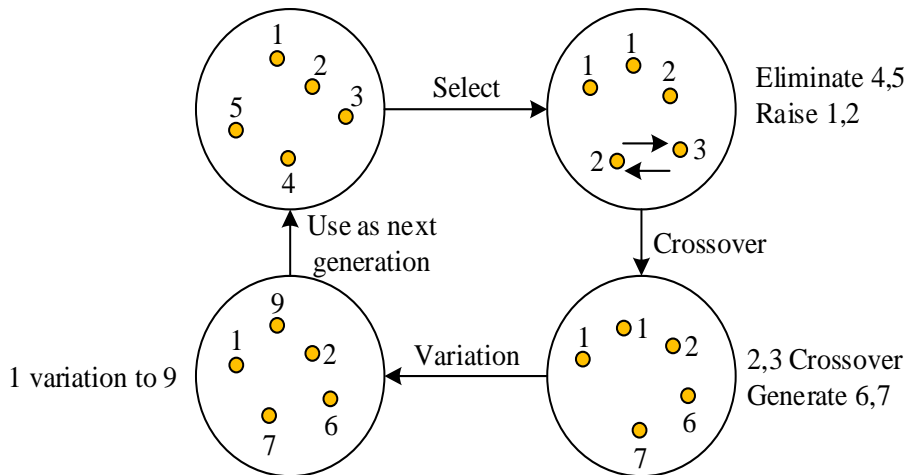 1
2
3
5
4
Select
1
1
2
2
3
Eliminate 4,5
Raise 1,2
Use as next
generation
Crossover
9
1
2
6
7
1 variation to 9
Variation
1
1
2
6
7
2,3 Crossover
Generate 6,7